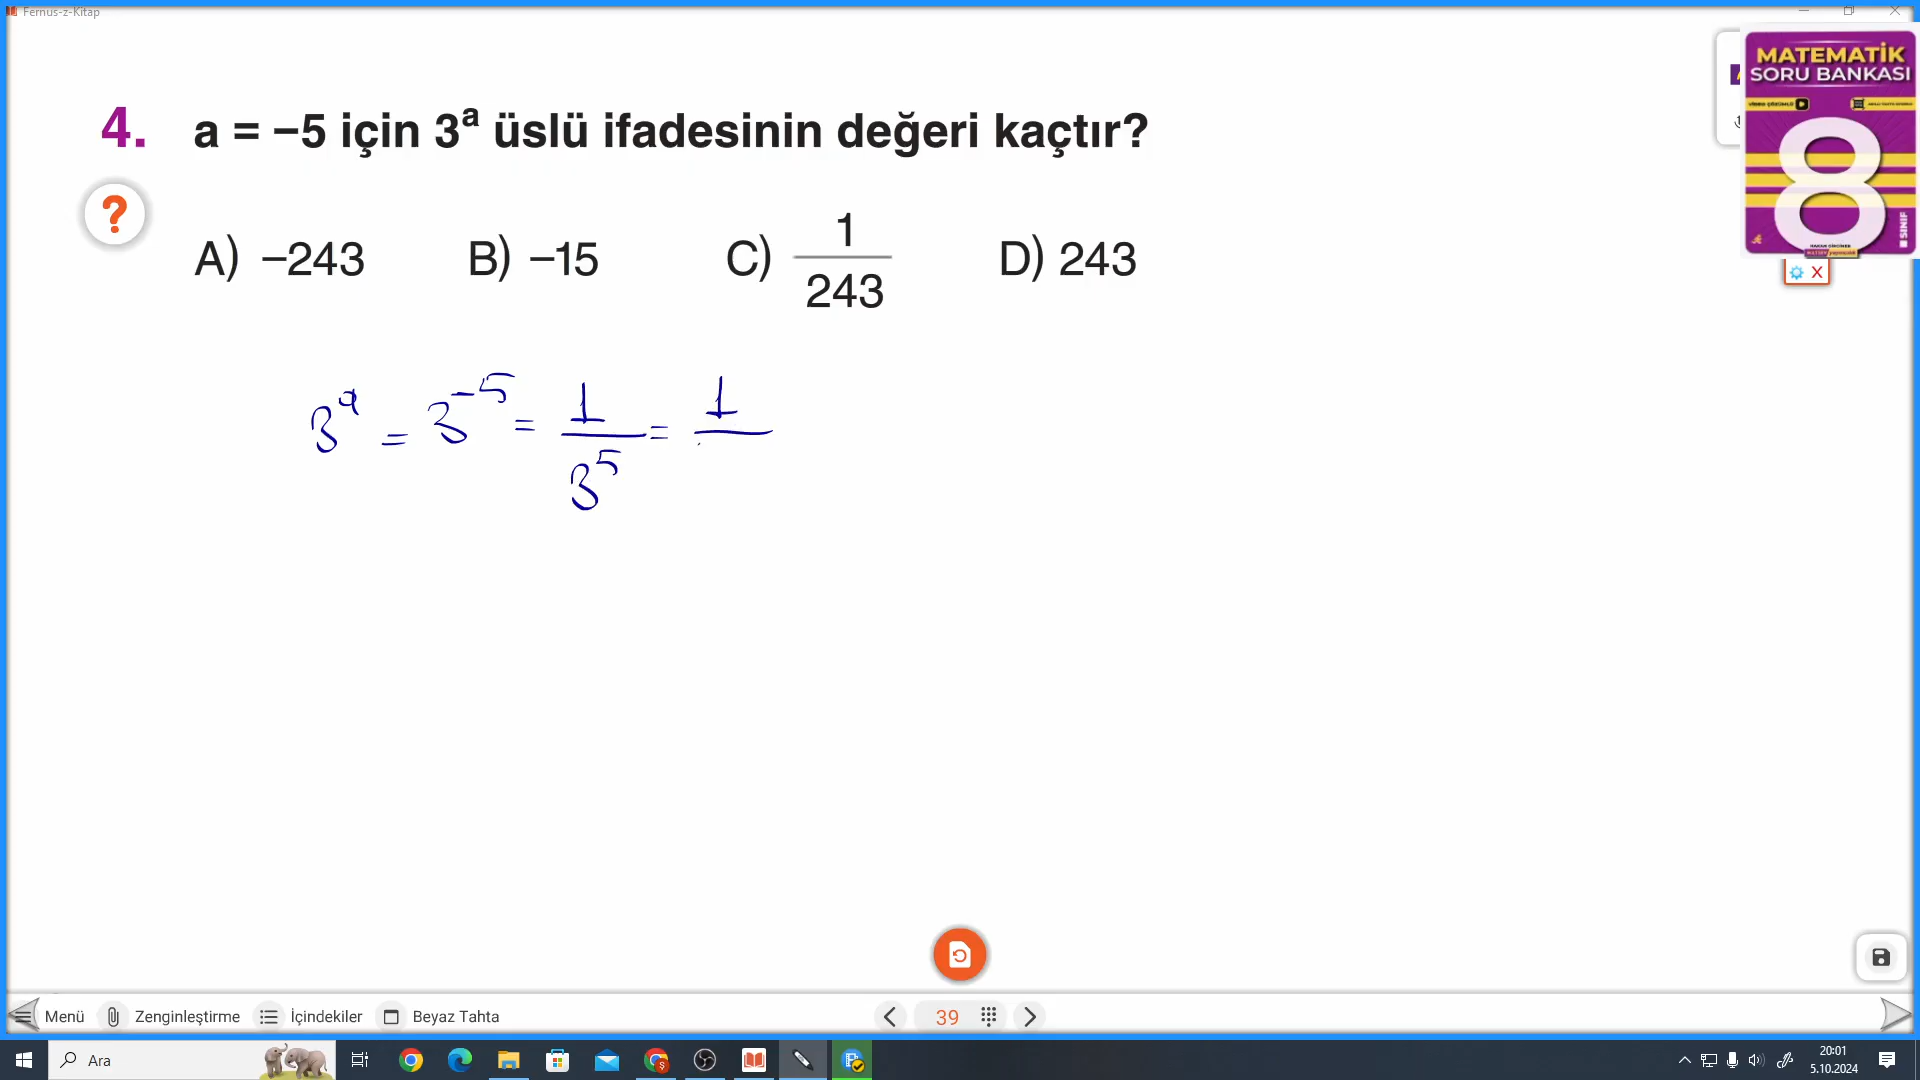 Fernus-z-Kitap
MATEMATİK
SORU BANKASI
8
SINIF
4. a = –5 için 3ᵃ üslü ifadesinin değeri kaçtır?
?
A) –243 B) –15 C) 1/243 D) 243
X
3ᵃ = 3⁻⁵ = 1/3⁵ = 1/
Menü Zenginleştirme İçindekiler Beyaz Tahta 39
Ara
20:01
5.10.2024